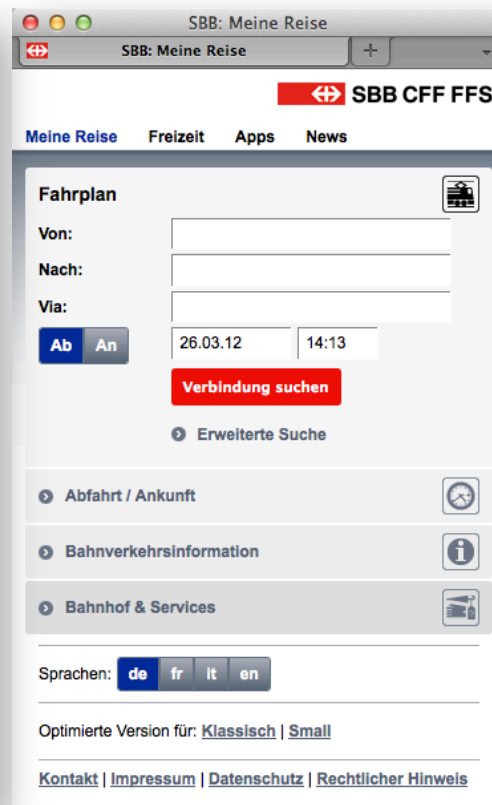 SBB: Meine Reise
SBB: Meine Reise
SBB CFF FFS
Meine Reise Freizeit Apps News
Fahrplan
Von:
Nach:
Via:
Ab An 26.03.12 14:13
Verbindung suchen
Erweiterte Suche
Abfahrt / Ankunft
Bahnverkehrsinformation
Bahnhof & Services
Sprachen: de fr it en
Optimierte Version für: Klassisch | Small
Kontakt | Impressum | Datenschutz | Rechtlicher Hinweis